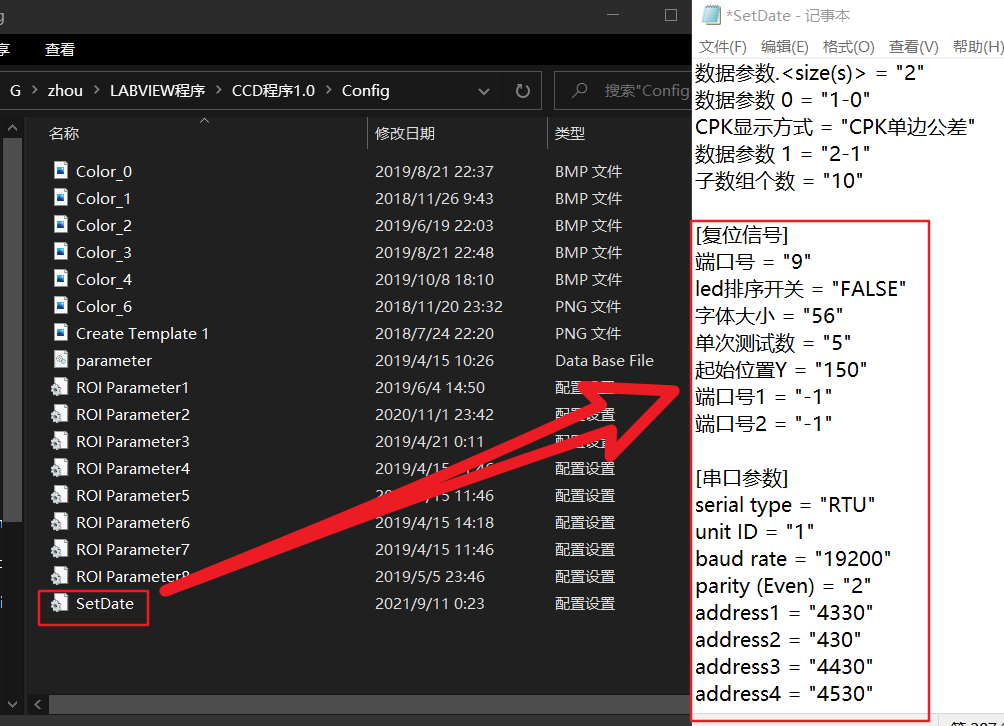 g
享 查看
G > zhou > LABVIEW程序 > CCD程序1.0 > Config
搜索"Config
名称 修改日期 类型
Color_0 2019/8/21 22:37 BMP 文件
Color_1 2018/11/26 9:43 BMP 文件
Color_2 2019/6/19 22:03 BMP 文件
Color_3 2019/8/21 22:48 BMP 文件
Color_4 2019/10/8 18:10 BMP 文件
Color_6 2018/11/20 23:32 PNG 文件
Create Template 1 2018/7/24 22:20 PNG 文件
parameter 2019/4/15 10:26 Data Base File
ROI Parameter1 2019/6/4 14:50 配置设置
ROI Parameter2 2020/11/1 23:42 配置设置
ROI Parameter3 2019/4/21 0:11 配置设置
ROI Parameter4 2019/4/15 11:46 配置设置
ROI Parameter5 2019/4/15 11:46 配置设置
ROI Parameter6 2019/4/15 14:18 配置设置
ROI Parameter7 2019/4/15 11:46 配置设置
ROI Parameter8 2019/5/5 23:46 配置设置
SetDate 2021/9/11 0:23 配置设置
*SetDate - 记事本
文件(F) 编辑(E) 格式(O) 查看(V) 帮助(H)
数据参数.<size(s)> = "2"
数据参数 0 = "1-0"
CPK显示方式 = "CPK单边公差"
数据参数 1 = "2-1"
子数组个数 = "10"
[复位信号]
端口号 = "9"
led排序开关 = "FALSE"
字体大小 = "56"
单次测试数 = "5"
起始位置Y = "150"
端口号1 = "-1"
端口号2 = "-1"
[串口参数]
serial type = "RTU"
unit ID = "1"
baud rate = "19200"
parity (Even) = "2"
address1 = "4330"
address2 = "430"
address3 = "4430"
address4 = "4530"